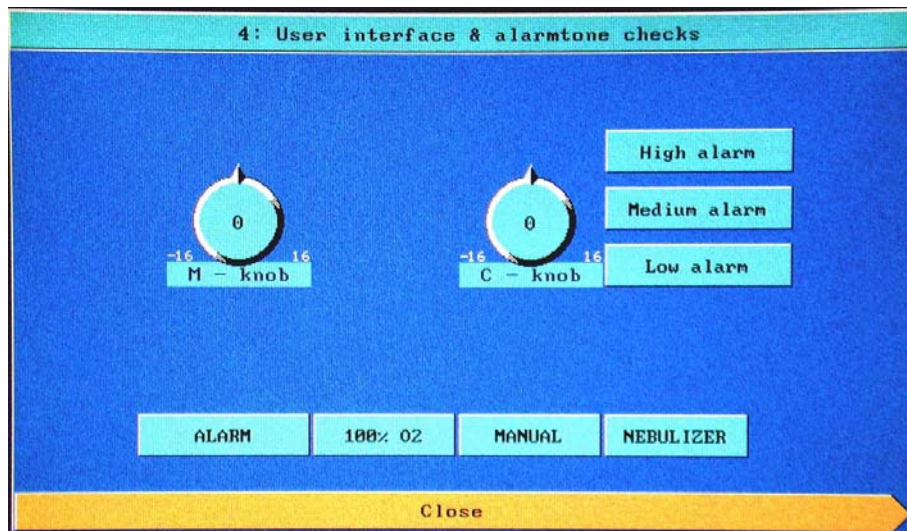 4: User interface & alarmtone checks
High alarm
0
0
Medium alarm
-16 16
-16 16
M - knob
C - knob
Low alarm
ALARM
100% O2
MANUAL
NEBULIZER
Close